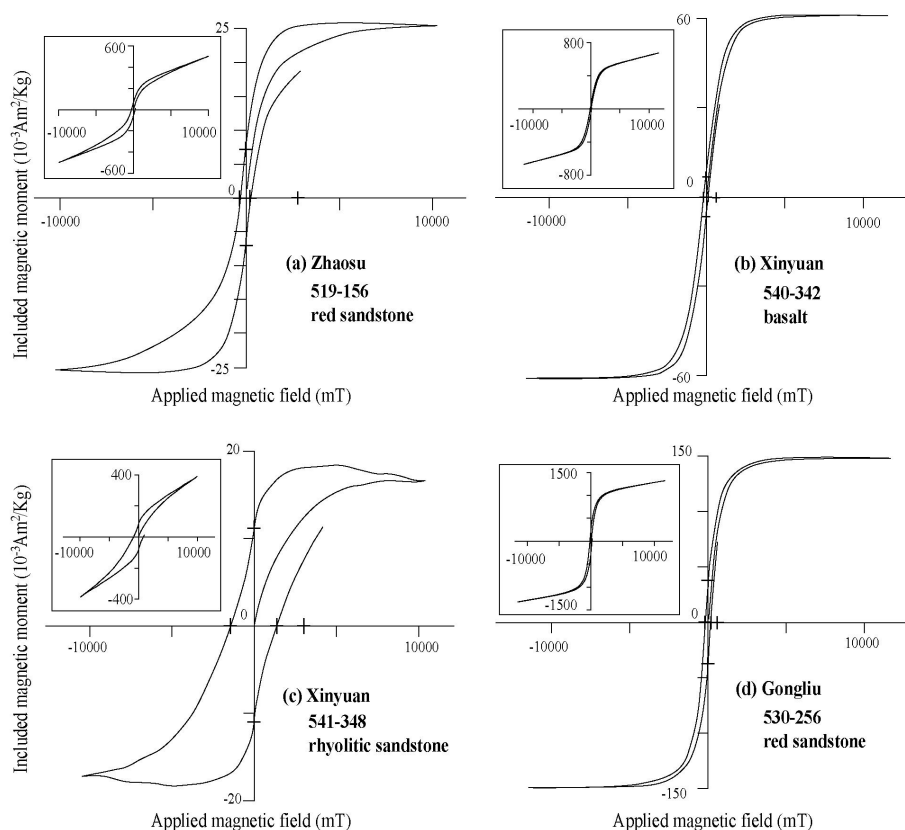 Included magnetic moment (10⁻³Am²/Kg)
25
600
-10000
10000
-600
0
-10000
10000
(a) Zhaosu
519-156
red sandstone
-25
Applied magnetic field (mT)
60
800
-10000
10000
-800
0
-10000
10000
(b) Xinyuan
540-342
basalt
-60
Applied magnetic field (mT)
Included magnetic moment (10⁻³Am²/Kg)
20
400
-10000
10000
-400
0
-10000
10000
(c) Xinyuan
541-348
rhyolitic sandstone
-20
Applied magnetic field (mT)
150
1500
-10000
10000
-1500
0
-10000
10000
(d) Gongliu
530-256
red sandstone
-150
Applied magnetic field (mT)